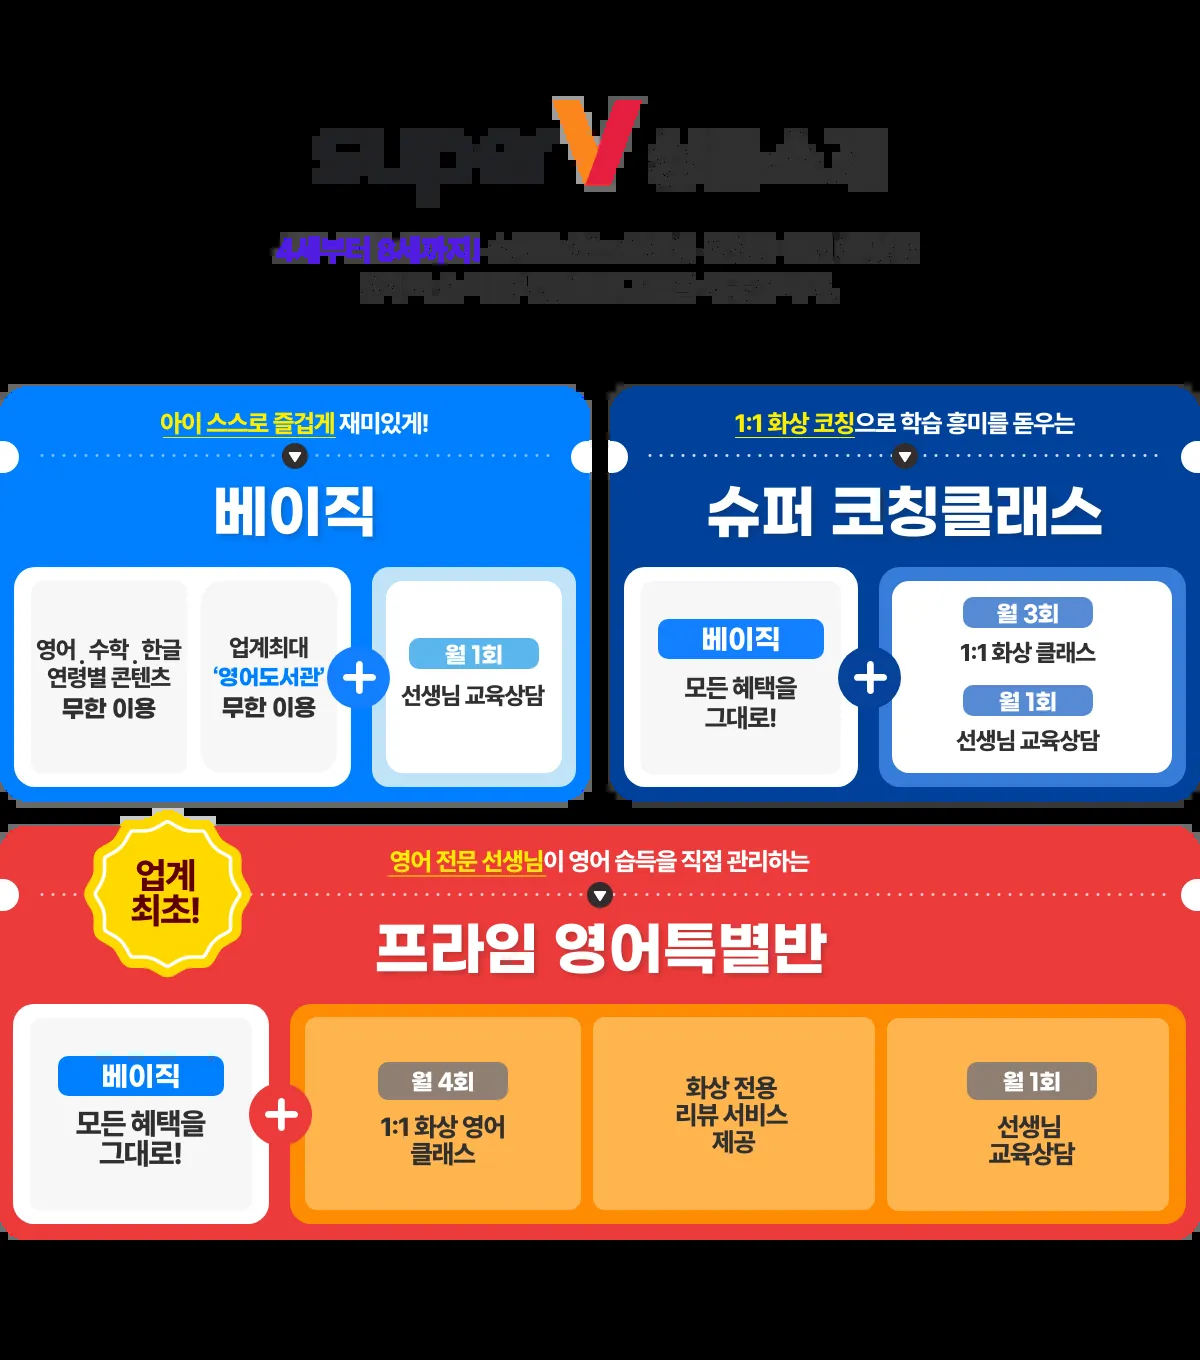 super V 상품소개
4세부터 8세까지!
아이 스스로 즐겁게 재미있게!
베이직
영어 . 수학 . 한글
연령별 콘텐츠
무한 이용
업계최대
‘영어도서관’
무한 이용
월 1회
선생님 교육상담
1:1 화상 코칭으로 학습 흥미를 돋우는
슈퍼 코칭클래스
베이직
모든 혜택을
그대로!
월 3회
1:1 화상 클래스
월 1회
선생님 교육상담
업계
최초!
영어 전문 선생님이 영어 습득을 직접 관리하는
프라임 영어특별반
베이직
모든 혜택을
그대로!
월 4회
1:1 화상 영어
클래스
화상 전용
리뷰 서비스
제공
월 1회
선생님
교육상담